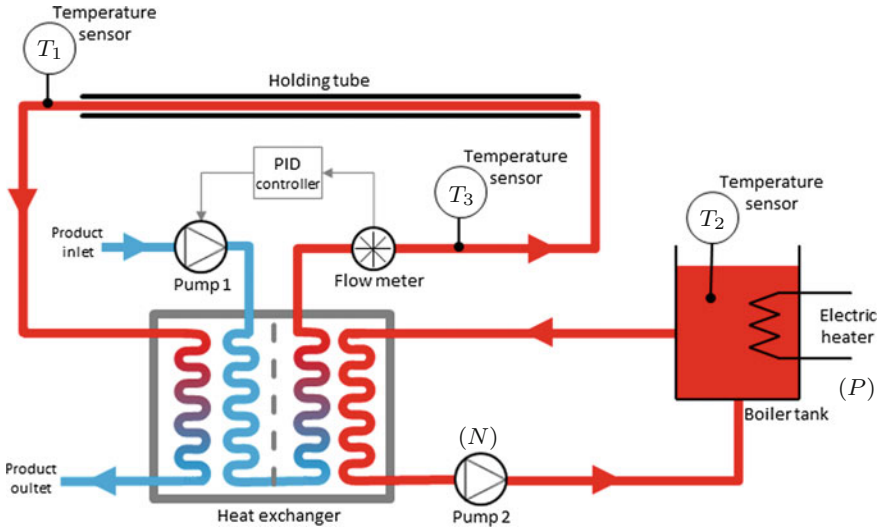 Temperature
sensor
T₁
Holding tube
PID
controller
Temperature
sensor
T₃
Temperature
sensor
T₂
Product
inlet
Pump 1
Flow meter
Electric
heater
(P)
Boiler tank
(N)
Product
oultet
Heat exchanger
Pump 2